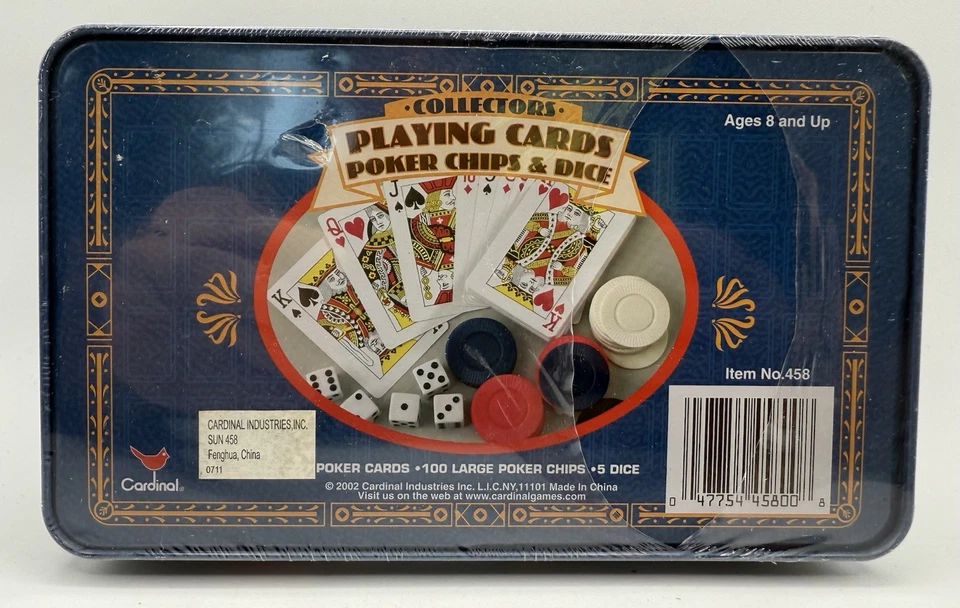 ·COLLECTORS·
PLAYING CARDS
POKER CHIPS & DICE
Ages 8 and Up
K
Q
J
10
K
Item No.458
CARDINAL INDUSTRIES,INC.
SUN 458
Fenghua, China
0711
Cardinal®
POKER CARDS •100 LARGE POKER CHIPS •5 DICE
© 2002 Cardinal Industries Inc. L.I.C.NY,11101 Made In China
Visit us on the web at www.cardinalgames.com
0 47754 45800 8